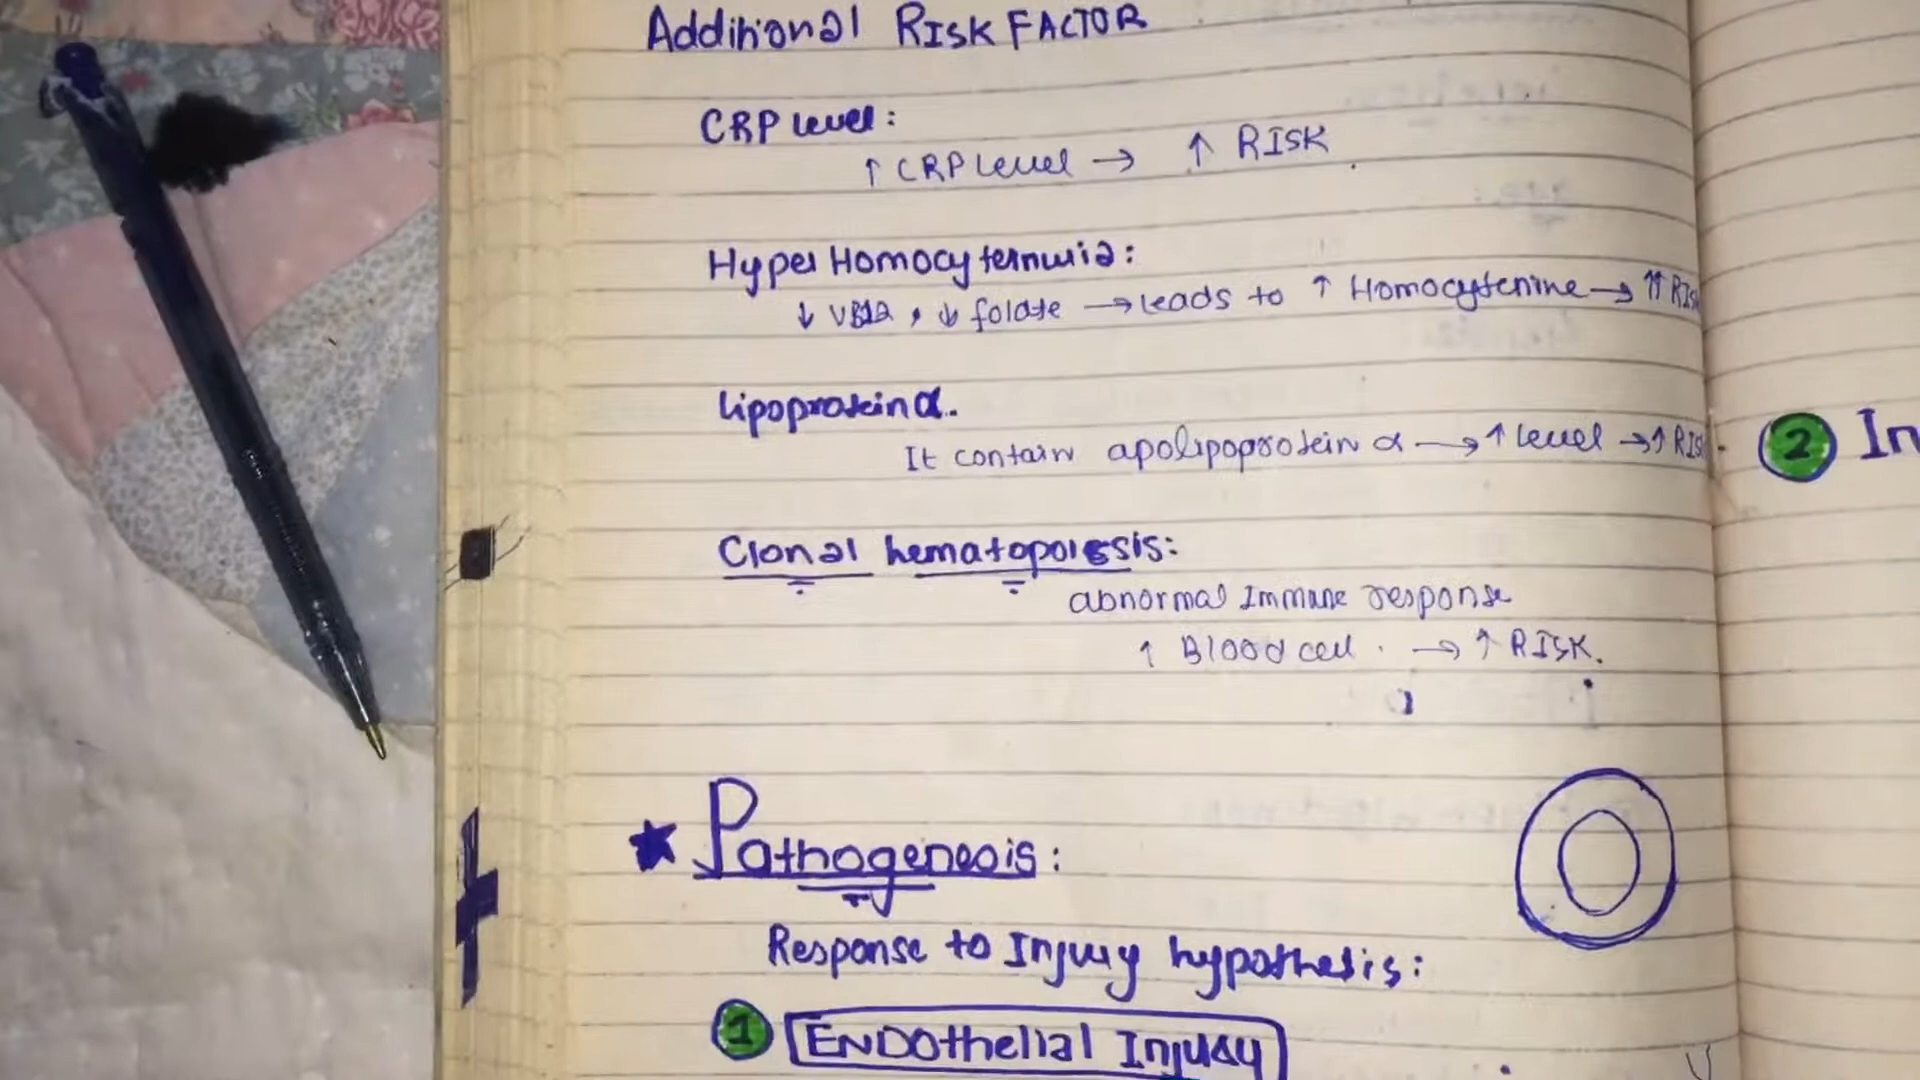 Additional RISK FACTOR
CRP level:
↑ CRP level → ↑ RISK
Hyper Homocyternuria:
↓ VB12, ↓ folate → leads to ↑ Homocytenine → ⇈ RISK
Lipoprotein α.
It contain apolipoprotein α → ↑ level → ↑ RISK
Clonal hematopoiesis:
abnormal Immune response
↑ Blood cell → ↑ RISK.
★ Pathogenesis:
Response to Injury hypothesis:
1 ENDOthelial Injury
2 In